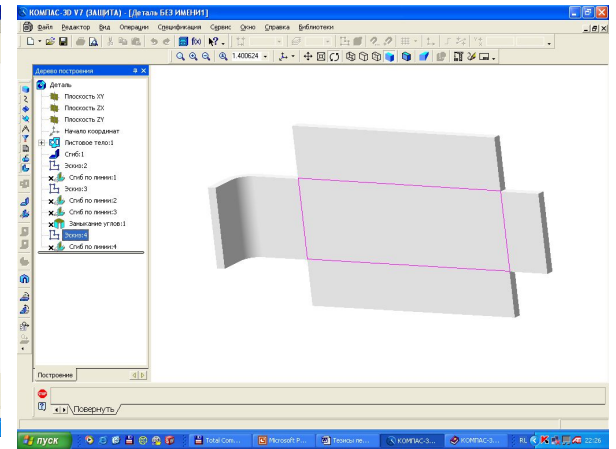 КОМПАС-3D V7 (ЗАЩИТА) - [Деталь БЕЗ ИМЕНИ1]
Файл Редактор Вид Операции Спецификация Сервис Окно Справка Библиотеки
1.400624
Дерево построения
Деталь
Плоскость XY
Плоскость ZX
Плоскость ZY
Начало координат
Листовое тело:1
Сгиб:1
Эскиз:2
Сгиб по линии:1
Эскиз:3
Сгиб по линии:2
Сгиб по линии:3
Замыкание углов:1
Эскиз:4
Сгиб по линии:4
Построение
Повернуть
пуск Total Com... Microsoft P... Тезисы ле... КОМПАС-3... КОМПАС-3... RL 22:26